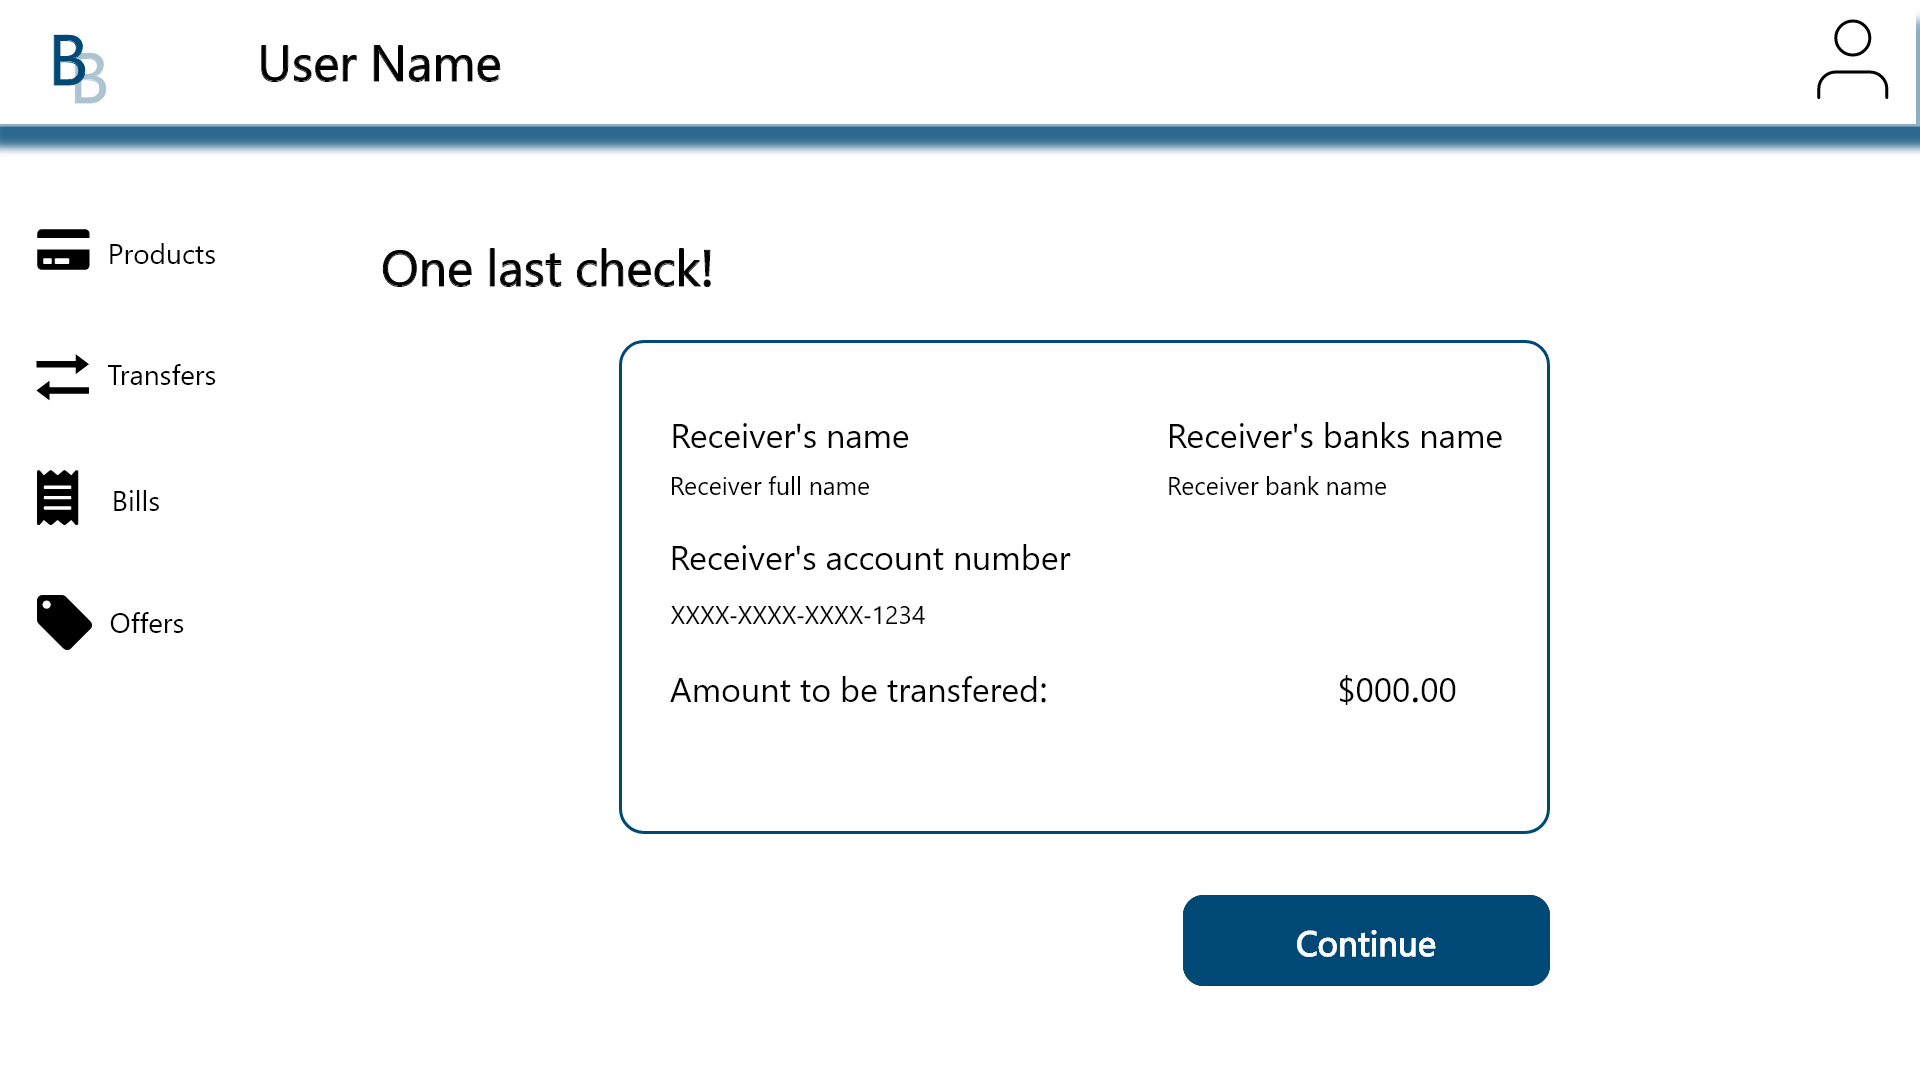 BB
User Name
Products
Transfers
Bills
Offers
One last check!
Receiver's name
Receiver full name
Receiver's banks name
Receiver bank name
Receiver's account number
XXXX-XXXX-XXXX-1234
Amount to be transfered: $000.00
Continue